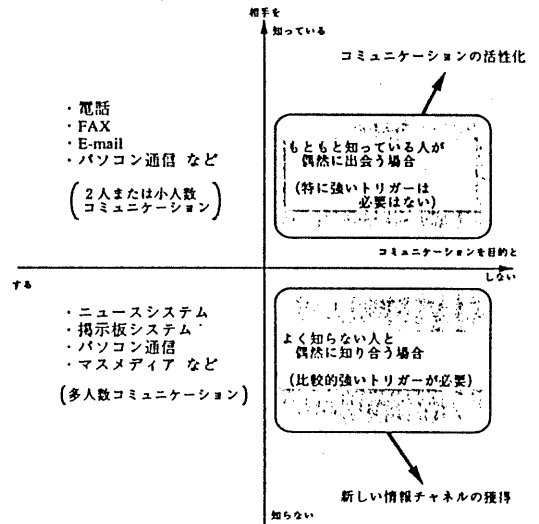 相手を
知っている
コミュニケーションの活性化
・電話
・FAX
・E-mail
・パソコン通信 など
(2人または小人数
コミュニケーション)
もともと知っている人が
偶然に出会う場合
(特に強いトリガーは
必要はない)
コミュニケーションを目的と
する
しない
・ニュースシステム
・掲示板システム
・パソコン通信
・マスメディア など
(多人数コミュニケーション)
よく知らない人と
偶然に知り合う場合
(比較的強いトリガーが必要)
新しい情報チャネルの獲得
知らない